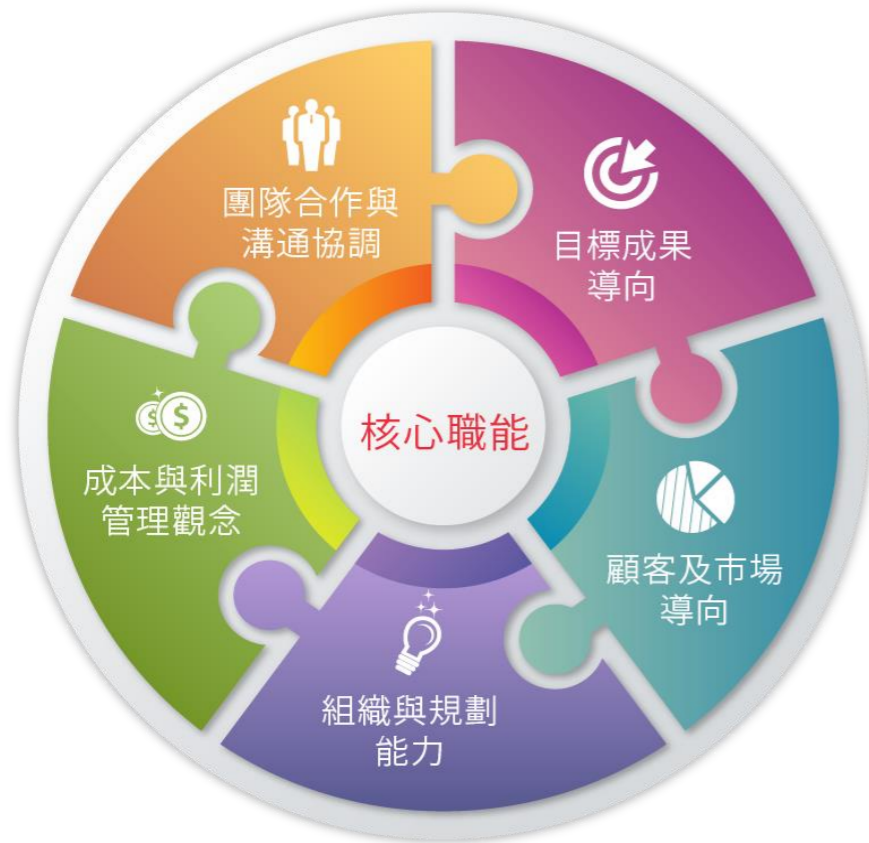 團隊合作與
溝通協調
目標成果
導向
核心職能
成本與利潤
管理觀念
顧客及市場
導向
組織與規劃
能力